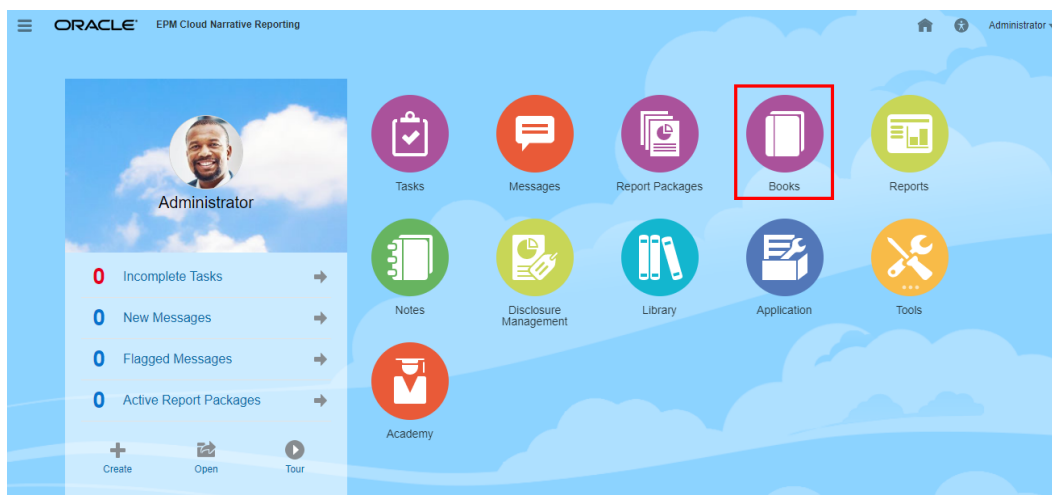 ORACLE® EPM Cloud Narrative Reporting Administrator
Tasks Messages Report Packages Books Reports
Administrator
0 Incomplete Tasks
0 New Messages
0 Flagged Messages
0 Active Report Packages
Create Open Tour
Notes Disclosure Management Library Application Tools
Academy